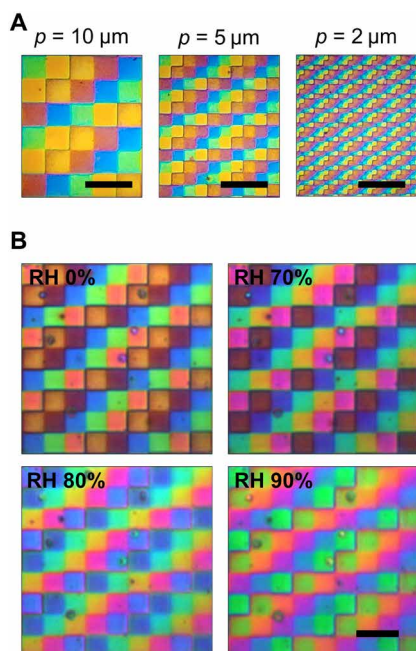 A
p = 10 μm
p = 5 μm
p = 2 μm
B
RH 0%
RH 70%
RH 80%
RH 90%